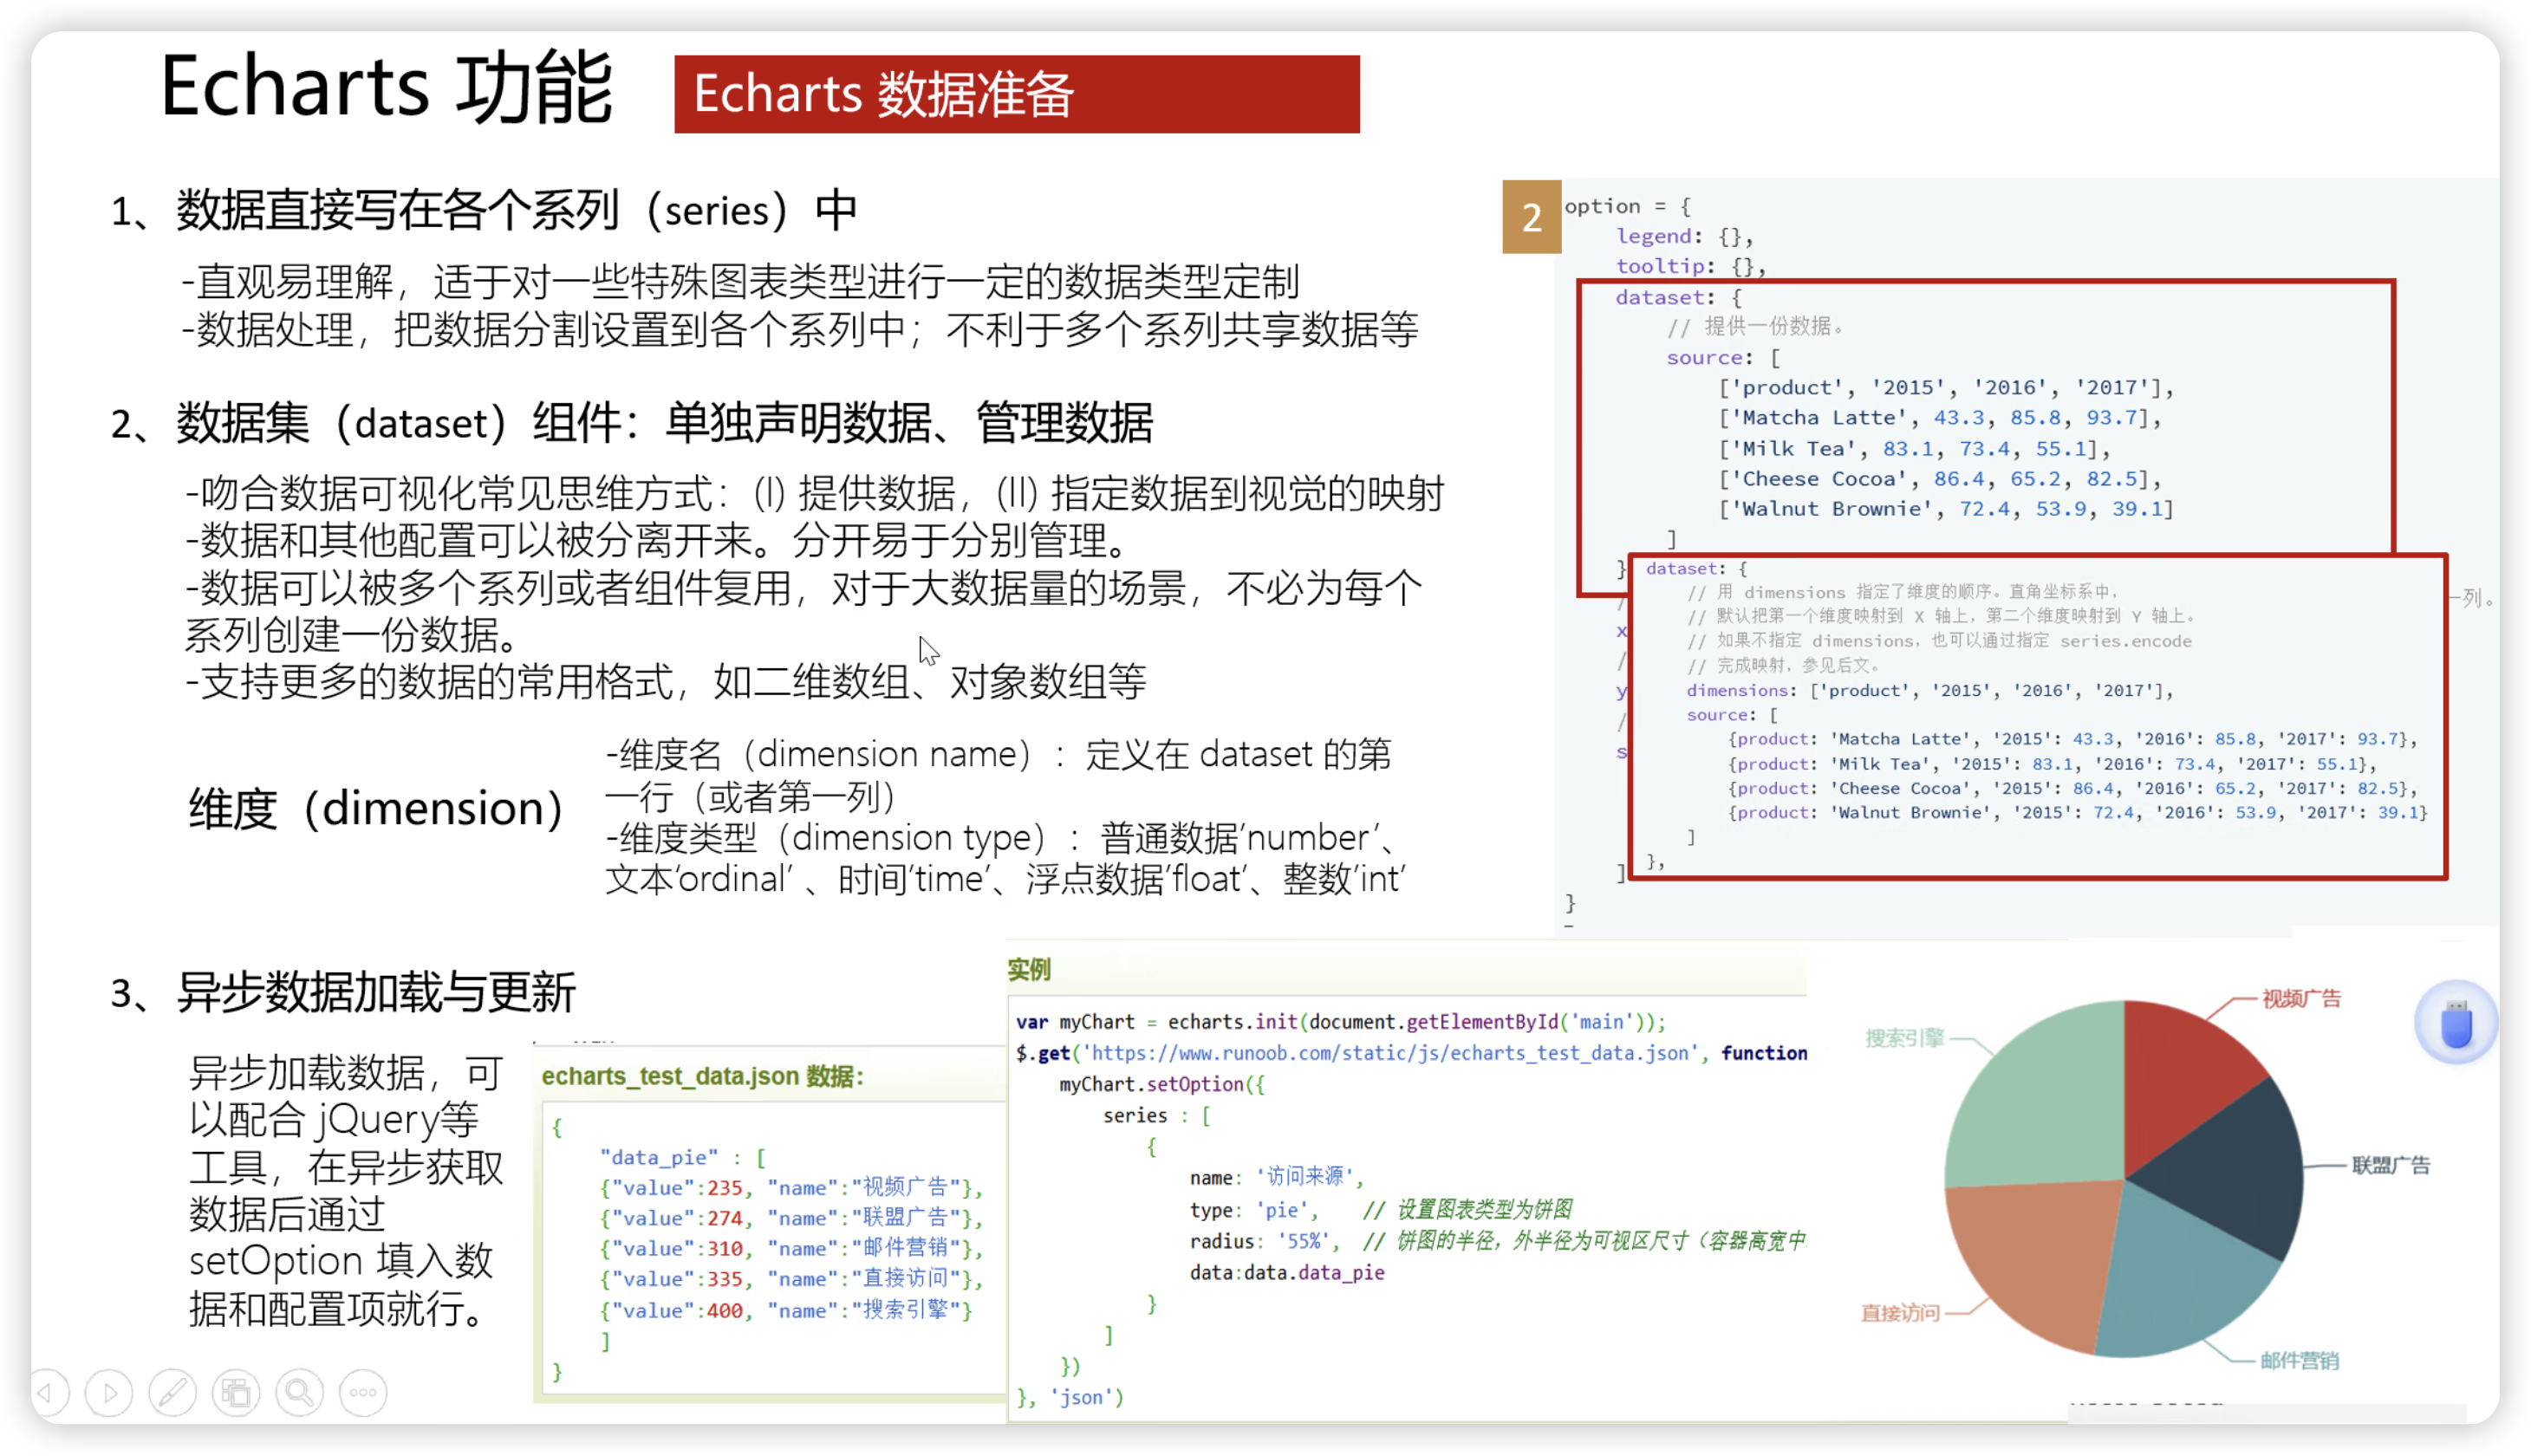 Echarts 功能
Echarts 数据准备
1、数据直接写在各个系列（series）中
-直观易理解，适于对一些特殊图表类型进行一定的数据类型定制
-数据处理，把数据分割设置到各个系列中；不利于多个系列共享数据等
2、数据集（dataset）组件：单独声明数据、管理数据
-吻合数据可视化常见思维方式：(I) 提供数据，(II) 指定数据到视觉的映射
-数据和其他配置可以被分离开来。分开易于分别管理。
-数据可以被多个系列或者组件复用，对于大数据量的场景，不必为每个
系列创建一份数据。
-支持更多的数据的常用格式，如二维数组、对象数组等
维度（dimension）
-维度名（dimension name）：定义在 dataset 的第
一行（或者第一列）
-维度类型（dimension type）：普通数据'number'、
文本'ordinal' 、时间'time'、浮点数据'float'、整数'int'
3、异步数据加载与更新
异步加载数据，可
以配合 jQuery等
工具，在异步获取
数据后通过
setOption 填入数
据和配置项就行。
2
option = {
legend: {},
tooltip: {},
dataset: {
// 提供一份数据。
source: [
['product', '2015', '2016', '2017'],
['Matcha Latte', 43.3, 85.8, 93.7],
['Milk Tea', 83.1, 73.4, 55.1],
['Cheese Cocoa', 86.4, 65.2, 82.5],
['Walnut Brownie', 72.4, 53.9, 39.1]
]
}
一列。
/
x
/
y
/
s
]
}
dataset: {
// 用 dimensions 指定了维度的顺序。直角坐标系中，
// 默认把第一个维度映射到 X 轴上，第二个维度映射到 Y 轴上。
// 如果不指定 dimensions，也可以通过指定 series.encode
// 完成映射，参见后文。
dimensions: ['product', '2015', '2016', '2017'],
source: [
{product: 'Matcha Latte', '2015': 43.3, '2016': 85.8, '2017': 93.7},
{product: 'Milk Tea', '2015': 83.1, '2016': 73.4, '2017': 55.1},
{product: 'Cheese Cocoa', '2015': 86.4, '2016': 65.2, '2017': 82.5},
{product: 'Walnut Brownie', '2015': 72.4, '2016': 53.9, '2017': 39.1}
]
},
echarts_test_data.json 数据：
{
"data_pie" : [
{"value":235, "name":"视频广告"},
{"value":274, "name":"联盟广告"},
{"value":310, "name":"邮件营销"},
{"value":335, "name":"直接访问"},
{"value":400, "name":"搜索引擎"}
]
}
实例
var myChart = echarts.init(document.getElementById('main'));
$.get('https://www.runoob.com/static/js/echarts_test_data.json', function
myChart.setOption({
series : [
{
name: '访问来源',
type: 'pie',    // 设置图表类型为饼图
radius: '55%',  // 饼图的半径，外半径为可视区尺寸（容器高宽中
data:data.data_pie
}
]
})
}, 'json')
视频广告
搜索引擎
联盟广告
直接访问
邮件营销